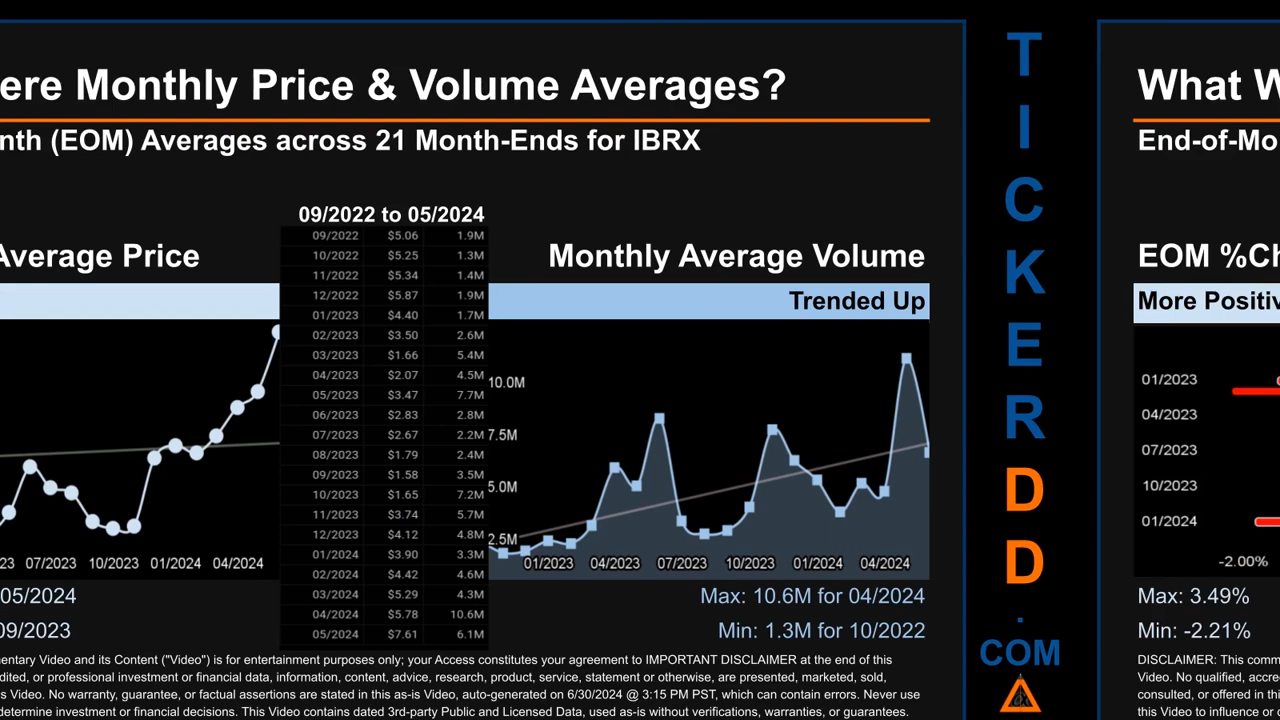 ere Monthly Price & Volume Averages?
nth (EOM) Averages across 21 Month-Ends for IBRX
09/2022 to 05/2024
Average Price
09/2022 $5.06 1.9M
10/2022 $5.25 1.3M
11/2022 $5.34 1.4M
12/2022 $5.87 1.9M
01/2023 $4.40 1.7M
02/2023 $3.50 2.6M
03/2023 $1.66 5.4M
04/2023 $2.07 4.5M
05/2023 $3.47 7.7M
06/2023 $2.83 2.8M
07/2023 $2.67 2.2M
08/2023 $1.79 2.4M
09/2023 $1.58 3.5M
10/2023 $1.65 7.2M
11/2023 $3.74 5.7M
12/2023 $4.12 4.8M
01/2024 $3.90 3.3M
02/2024 $4.42 4.6M
03/2024 $5.29 4.3M
04/2024 $5.78 10.6M
05/2024 $7.61 6.1M
Monthly Average Volume
Trended Up
10.0M
7.5M
5.0M
2.5M
23 07/2023 10/2023 01/2024 04/2024
01/2023 04/2023 07/2023 10/2023 01/2024 04/2024
05/2024
09/2023
Max: 10.6M for 04/2024
Min: 1.3M for 10/2022
entary Video and its Content ("Video") is for entertainment purposes only; your Access constitutes your agreement to IMPORTANT DISCLAIMER at the end of this
dited, or professional investment or financial data, information, content, advice, research, product, service, statement or otherwise, are presented, marketed, sold,
s Video. No warranty, guarantee, or factual assertions are stated in this as-is Video, auto-generated on 6/30/2024 @ 3:15 PM PST, which can contain errors. Never use
determine investment or financial decisions. This Video contains dated 3rd-party Public and Licensed Data, used as-is without verifications, warranties, or guarantees.
T
I
C
K
E
R
D
D
.
COM
What W
End-of-Mo
EOM %Ch
More Positiv
01/2023
04/2023
07/2023
10/2023
01/2024
-2.00%
Max: 3.49%
Min: -2.21%
DISCLAIMER: This comm
Video. No qualified, accre
consulted, or offered in th
this Video to influence or d